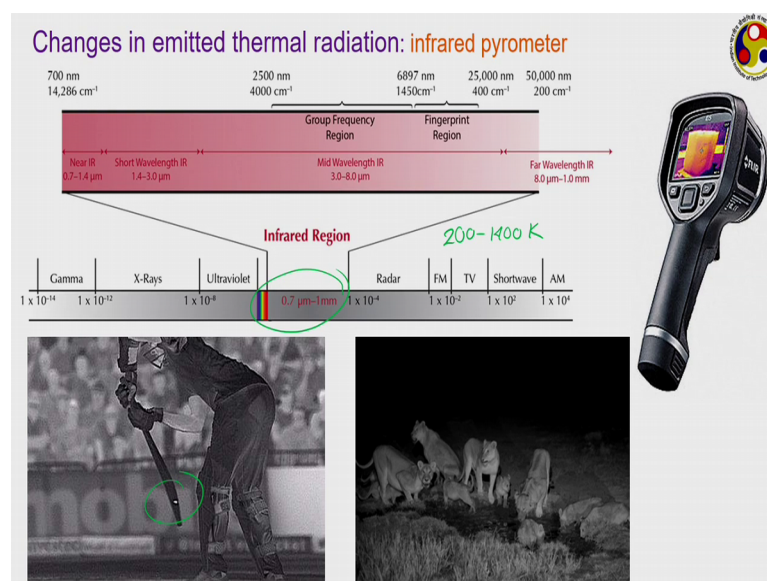 Changes in emitted thermal radiation: infrared pyrometer
700 nm 2500 nm 6897 nm 25,000 nm 50,000 nm
14,286 cm⁻¹ 4000 cm⁻¹ 1450cm⁻¹ 400 cm⁻¹ 200 cm⁻¹
Group Frequency Fingerprint
Region Region
Near IR Short Wavelength IR Mid Wavelength IR Far Wavelength IR
0.7–1.4 µm 1.4–3.0 µm 3.0–8.0 µm 8.0 µm–1.0 mm
Infrared Region 200-1400 K
Gamma X-Rays Ultraviolet Radar FM TV Shortwave AM
1 x 10⁻¹⁴ 1 x 10⁻¹² 1 x 10⁻⁸ 0.7 µm–1mm 1 x 10⁻⁴ 1 x 10⁻² 1 x 10² 1 x 10⁴
FLIR